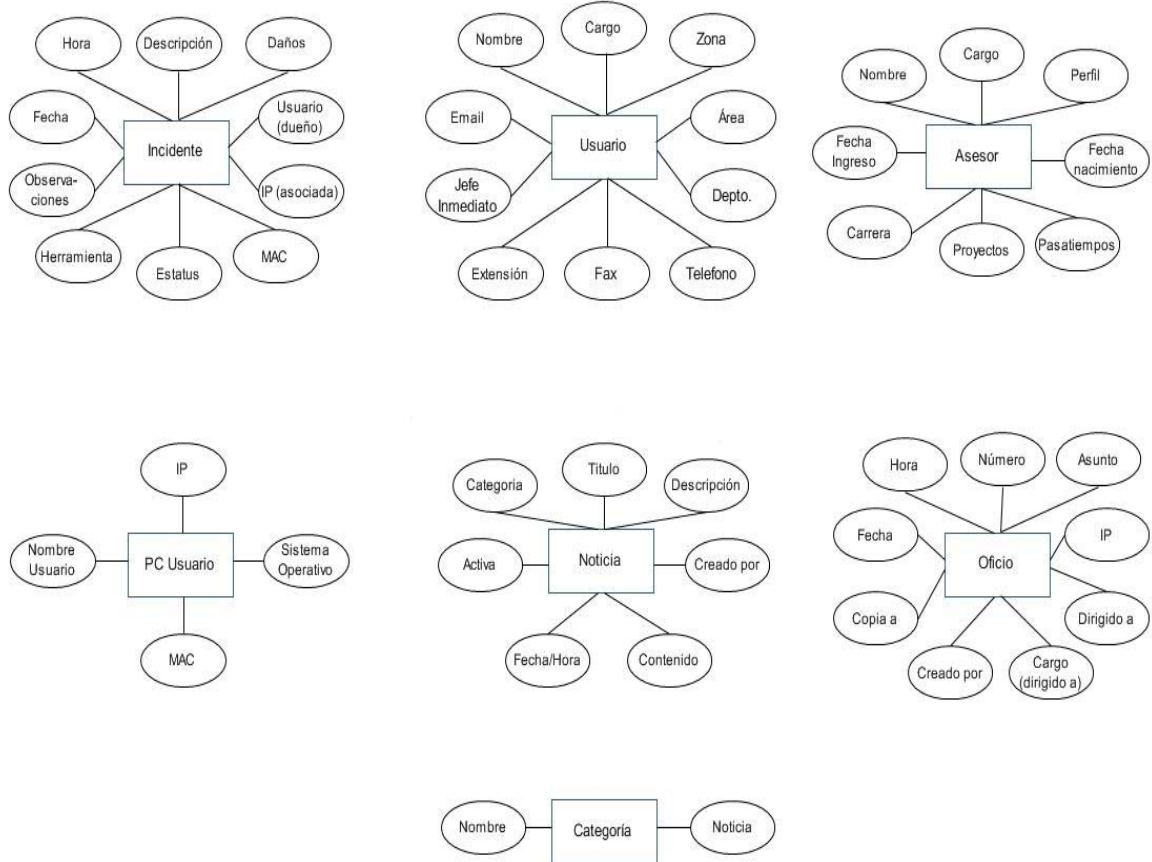 Hora
Descripción
Daños
Fecha
Usuario
(dueño)
Incidente
Observa-
ciones
IP (asociada)
Herramienta
Estatus
MAC
Nombre
Cargo
Zona
Email
Área
Usuario
Jefe
Inmediato
Depto.
Extensión
Fax
Telefono
Nombre
Cargo
Perfil
Fecha
Ingreso
Asesor
Fecha
nacimiento
Carrera
Proyectos
Pasatiempos
IP
Nombre
Usuario
PC Usuario
Sistema
Operativo
MAC
Categoria
Titulo
Descripción
Activa
Noticia
Creado por
Fecha/Hora
Contenido
Hora
Número
Asunto
Fecha
IP
Oficio
Copia a
Dirigido a
Creado por
Cargo
(dirigido a)
Nombre
Categoría
Noticia